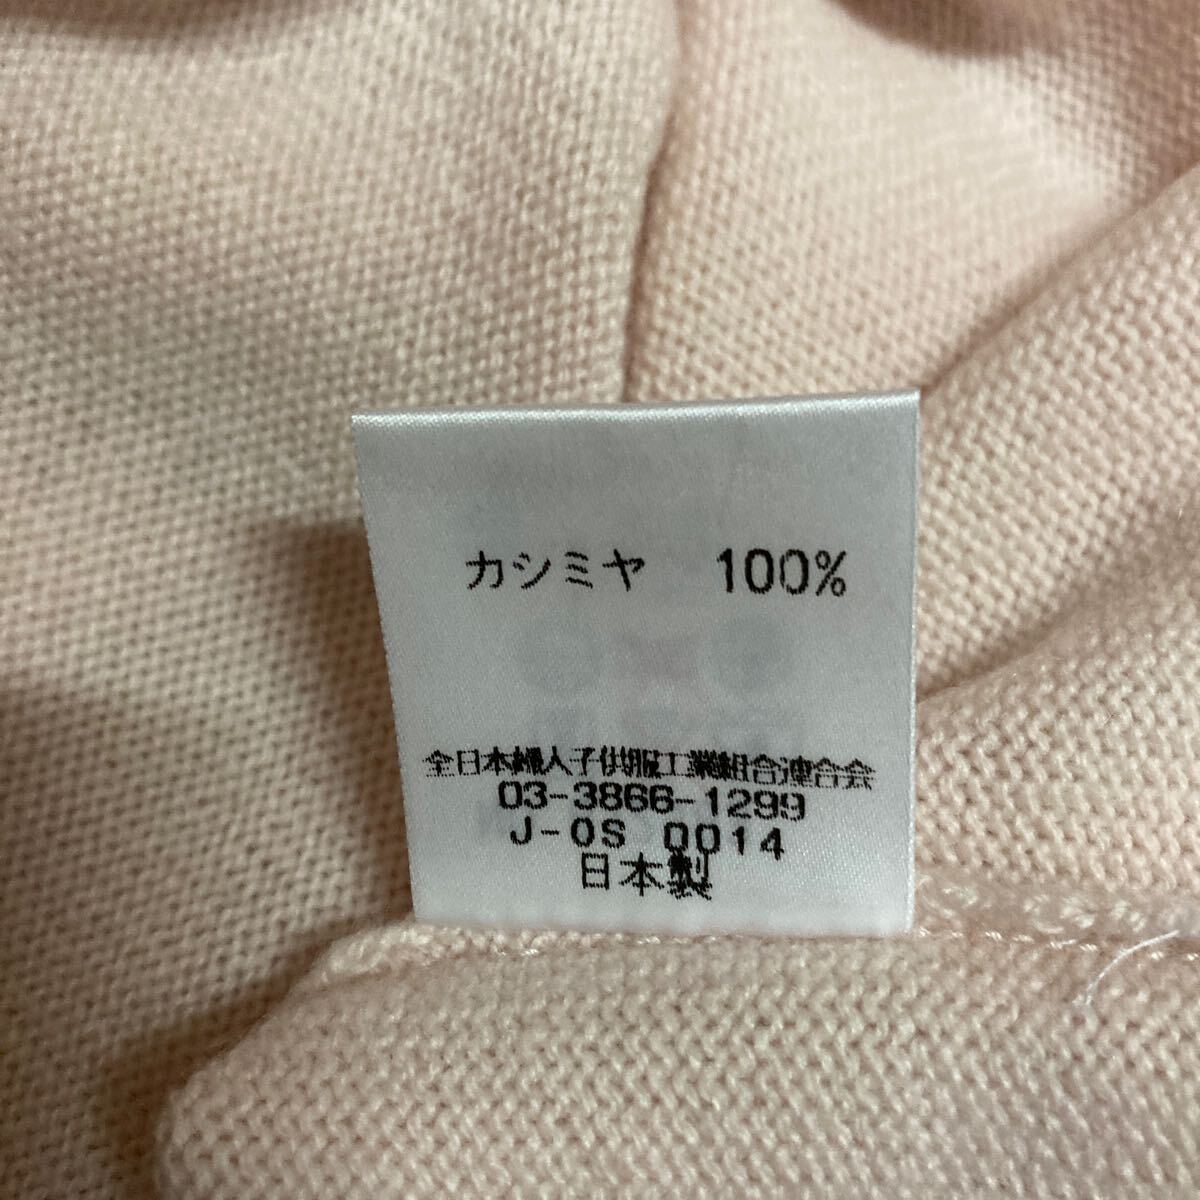 カシミヤ 100%
全日本婦人子供服工業組合連合会
03-3866-1299
J-0S 0014
日本製